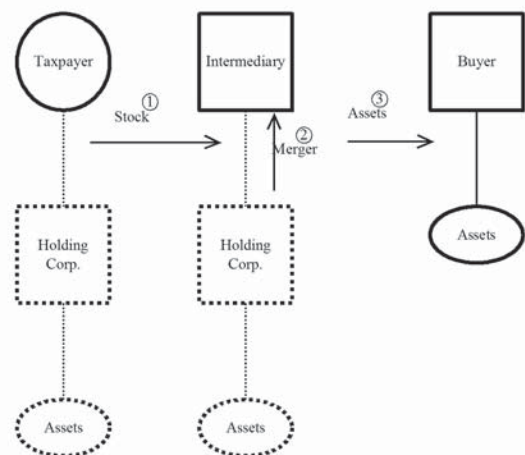 Taxpayer
Intermediary
Buyer
①
Stock
②
Merger
③
Assets
Holding
Corp.
Holding
Corp.
Assets
Assets
Assets